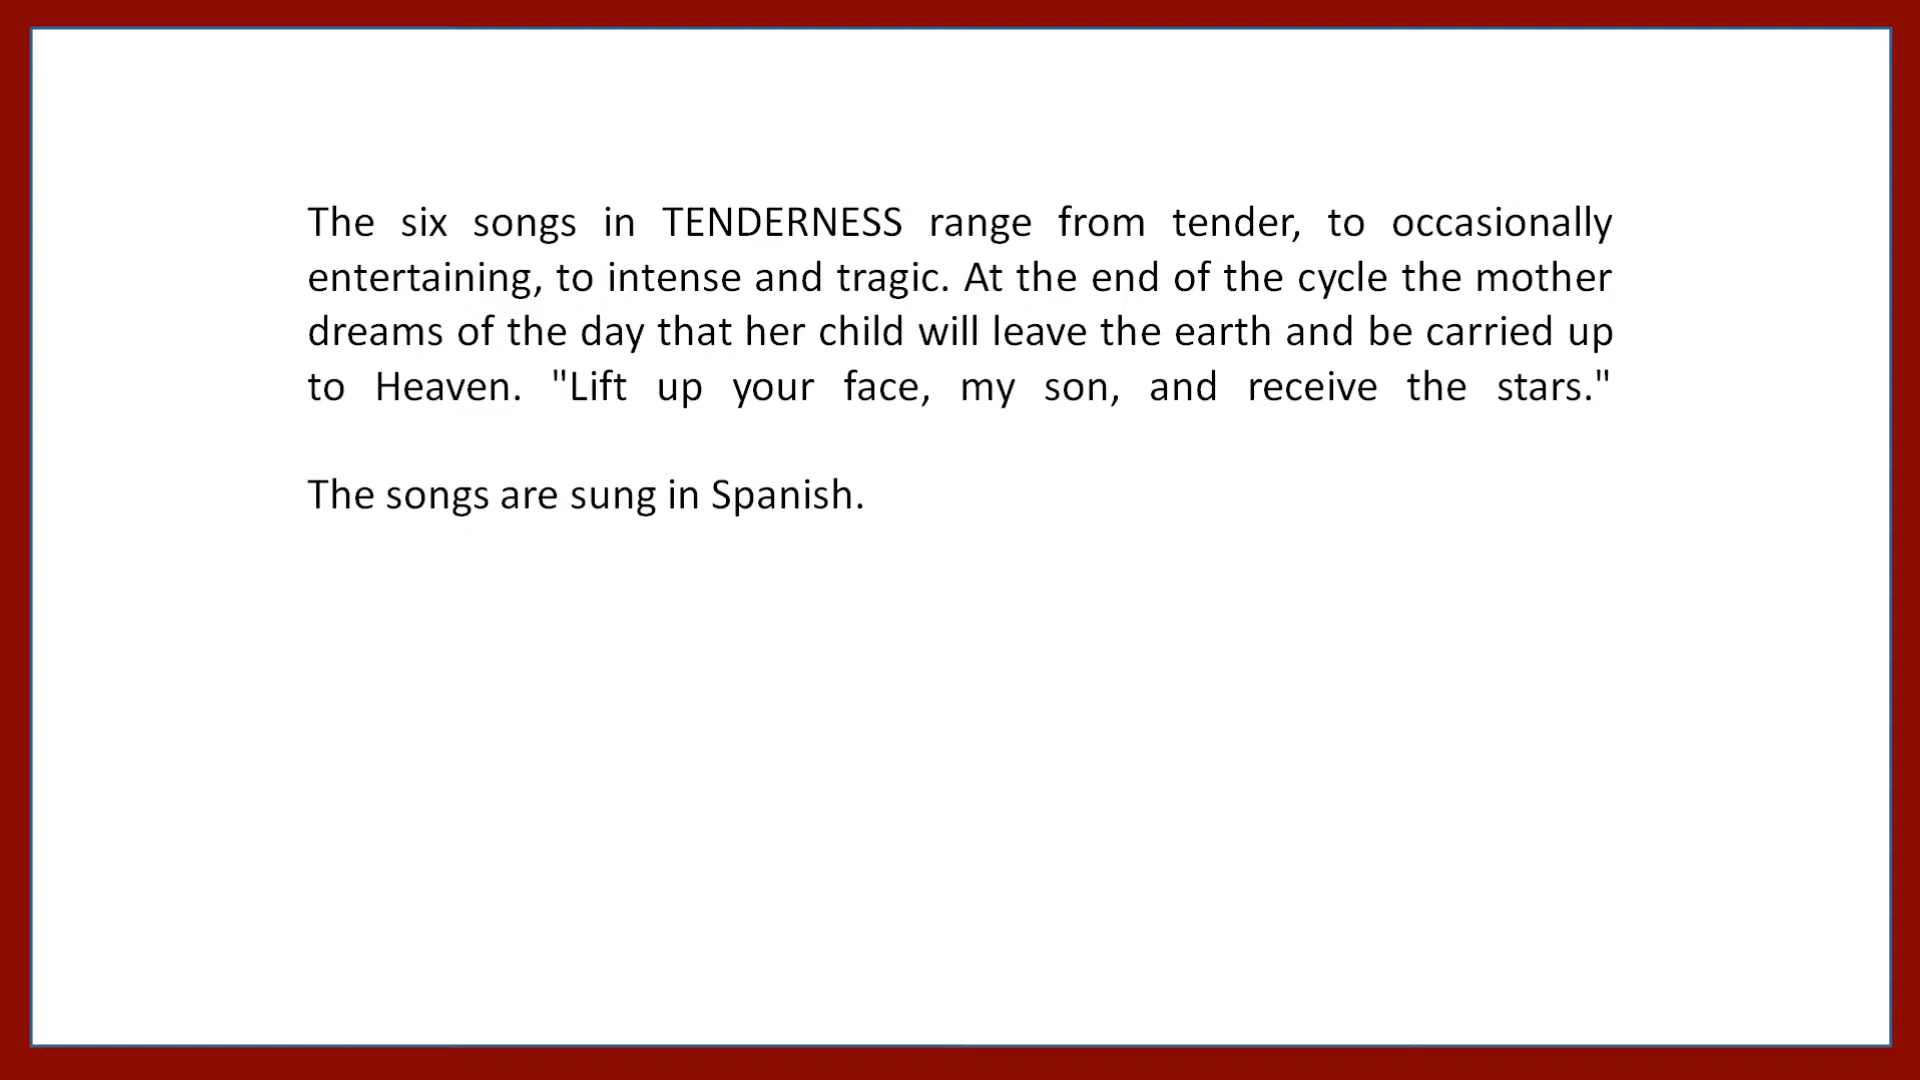 The six songs in TENDERNESS range from tender, to occasionally
entertaining, to intense and tragic. At the end of the cycle the mother
dreams of the day that her child will leave the earth and be carried up
to Heaven. "Lift up your face, my son, and receive the stars."
The songs are sung in Spanish.